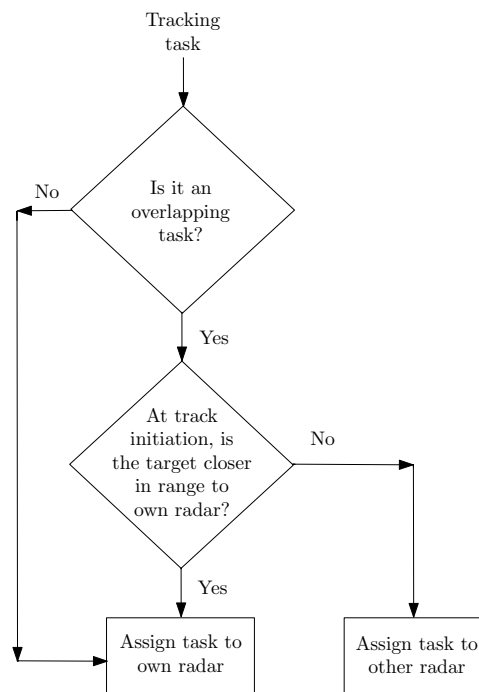 Tracking
task
Is it an
overlapping
task?
No
Yes
At track
initiation, is
the target closer
in range to
own radar?
No
Yes
Assign task to
own radar
Assign task to
other radar